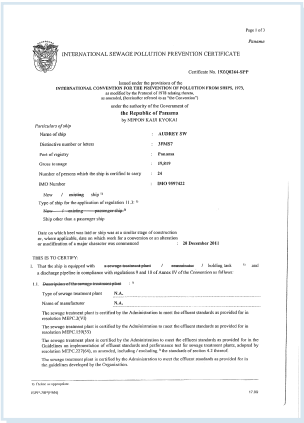 Page 1 of 3
Panama
INTERNATIONAL SEWAGE POLLUTION PREVENTION CERTIFICATE
Certificate No. 19ZQ0264-SPP
Issued under the provisions of the
INTERNATIONAL CONVENTION FOR THE PREVENTION OF POLLUTION FROM SHIPS, 1973,
as modified by the Protocol of 1978 relating thereto,
as amended, (hereinafter referred to as "the Convention")
under the authority of the Government of
the Republic of Panama
by NIPPON KAIJI KYOKAI
Particulars of ship
Name of ship : AUDREY SW
Distinctive number or letters : 3FMS7
Port of registry : Panama
Gross tonnage :
Number of persons which the ship is certified to carry : 24
IMO Number : IMO 9597422
New / existing ship
Type of ship for the application of regulation 11.3
New / existing passenger ship
Ship other than a passenger ship
Date on which keel was laid or ship was at a similar stage of construction
or, where applicable, date on which work for a conversion or an alteration
or modification of a major character was commenced : 28 December 2011
THIS IS TO CERTIFY:
1. That the ship is equipped with a sewage treatment plant / comminuter / holding tank and
a discharge pipeline in compliance with regulations 9 and 10 of Annex IV of the Convention as follows:
1.1. Description of the sewage treatment plant :
Type of sewage treatment plant N.A.
Name of manufacturer N.A.
The sewage treatment plant is certified by the Administration to meet the effluent standards as provided for in
resolution MEPC.2(VI)
The sewage treatment plant is certified by the Administration to meet the effluent standards as provided for in
resolution MEPC.159(55).
The sewage treatment plant is certified by the Administration to meet the effluent standards as provided for in the
Guidelines on implementation of effluent standards and performance tests for sewage treatment plants, adopted by
resolution MEPC.227(64), as amended, including / excluding the standards of section 4.2 thereof.
The sewage treatment plant is certified by the Administration to meet the effluent standards as provided for in
the guidelines developed by the Organization.
Delete as appropriate